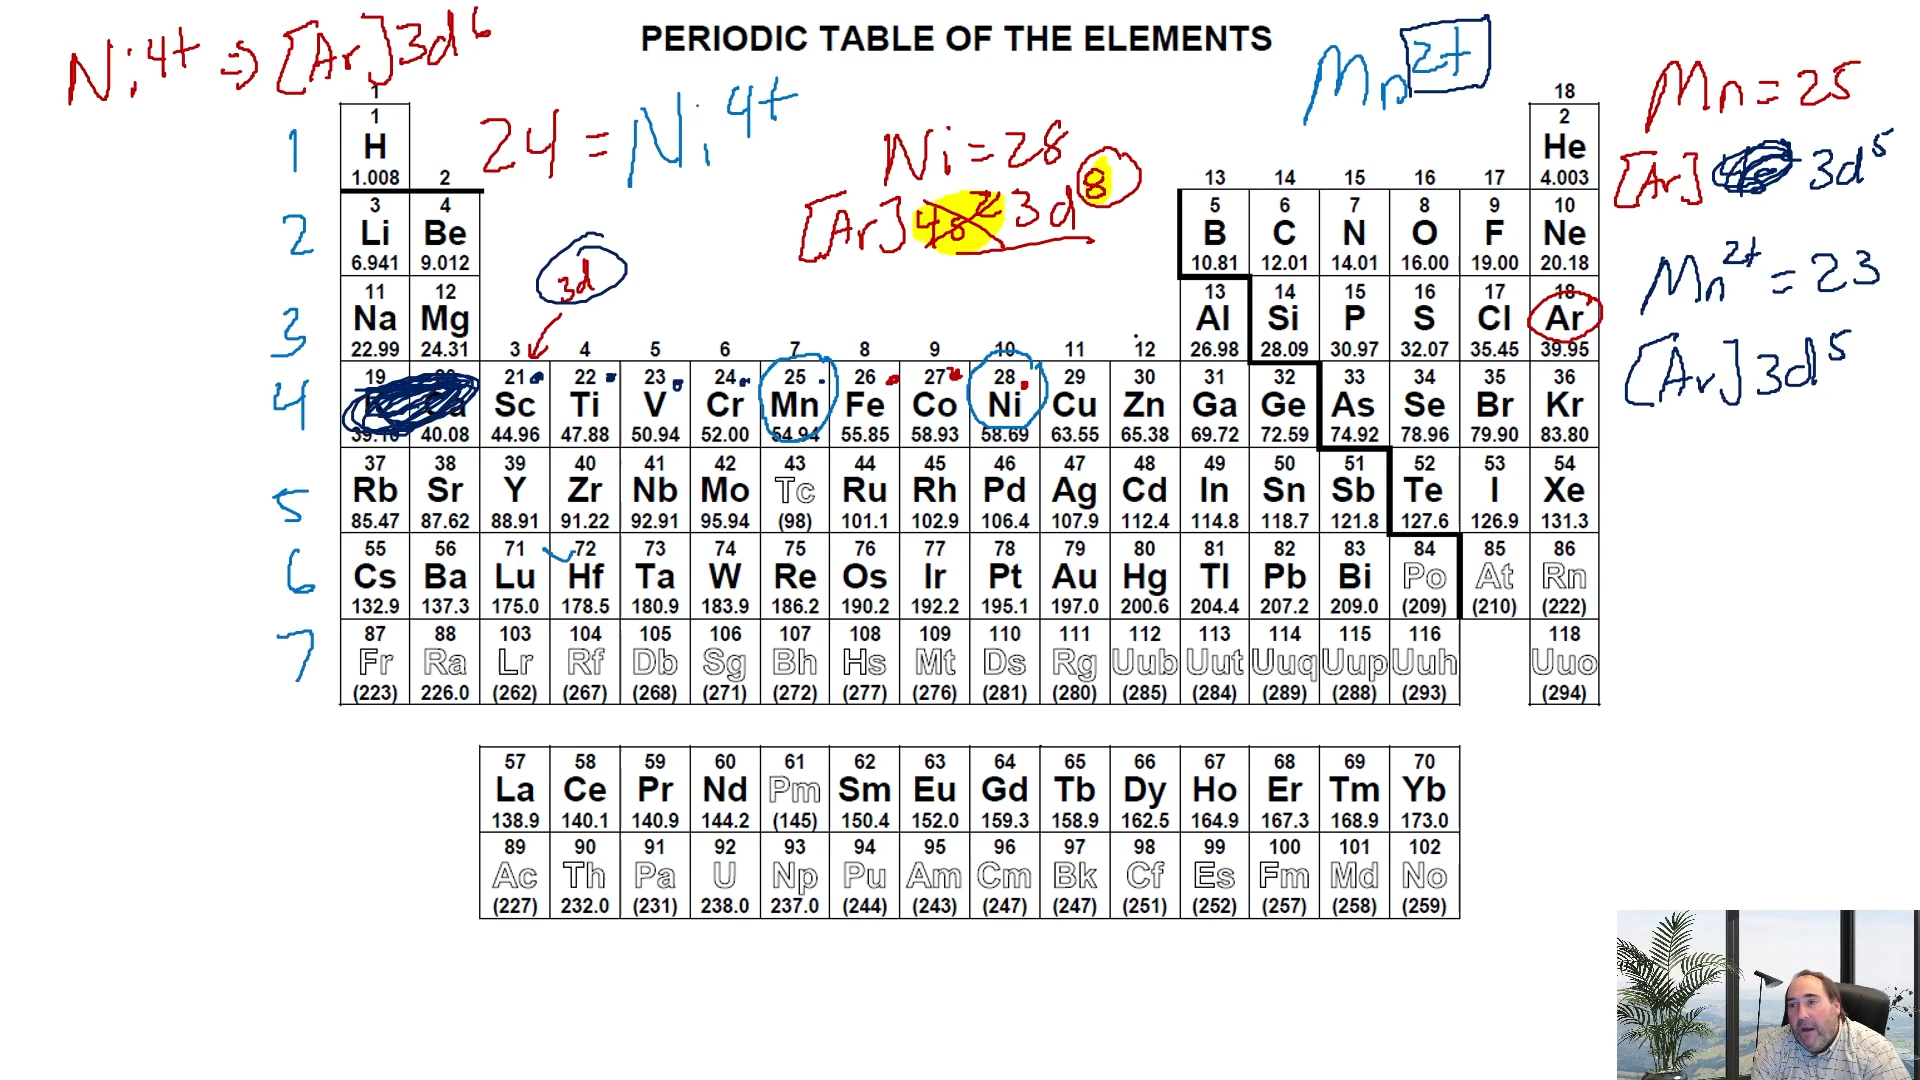 PERIODIC TABLE OF THE ELEMENTS
Ni⁴⁺ ⇒ [Ar]3d⁶
24 = Ni⁴⁺
Ni = 28
[Ar]4s²3d⁸
Mn²⁺
Mn = 25
[Ar] 3d⁵
Mn²⁺ = 23
[Ar]3d⁵
3d
1 18
1 2
1 H He
1.008 2 13 14 15 16 17 4.003
3 4 5 6 7 8 9 10
2 Li Be B C N O F Ne
6.941 9.012 10.81 12.01 14.01 16.00 19.00 20.18
11 12 13 14 15 16 17 18
3 Na Mg Al Si P S Cl Ar
22.99 24.31 3 4 5 6 7 8 9 10 11 12 26.98 28.09 30.97 32.07 35.45 39.95
19 21 22 23 24 25 26 27 28 29 30 31 32 33 34 35 36
4 Sc Ti V Cr Mn Fe Co Ni Cu Zn Ga Ge As Se Br Kr
40.08 44.96 47.88 50.94 52.00 54.94 55.85 58.93 58.69 63.55 65.38 69.72 72.59 74.92 78.96 79.90 83.80
37 38 39 40 41 42 43 44 45 46 47 48 49 50 51 52 53 54
5 Rb Sr Y Zr Nb Mo Tc Ru Rh Pd Ag Cd In Sn Sb Te I Xe
85.47 87.62 88.91 91.22 92.91 95.94 (98) 101.1 102.9 106.4 107.9 112.4 114.8 118.7 121.8 127.6 126.9 131.3
55 56 71 72 73 74 75 76 77 78 79 80 81 82 83 84 85 86
6 Cs Ba Lu Hf Ta W Re Os Ir Pt Au Hg Tl Pb Bi Po At Rn
132.9 137.3 175.0 178.5 180.9 183.9 186.2 190.2 192.2 195.1 197.0 200.6 204.4 207.2 209.0 (209) (210) (222)
87 88 103 104 105 106 107 108 109 110 111 112 113 114 115 116 118
7 Fr Ra Lr Rf Db Sg Bh Hs Mt Ds Rg Uub Uut Uuq Uup Uuh Uuo
(223) 226.0 (262) (267) (268) (271) (272) (277) (276) (281) (280) (285) (284) (289) (288) (293) (294)
57 58 59 60 61 62 63 64 65 66 67 68 69 70
La Ce Pr Nd Pm Sm Eu Gd Tb Dy Ho Er Tm Yb
138.9 140.1 140.9 144.2 (145) 150.4 152.0 159.3 158.9 162.5 164.9 167.3 168.9 173.0
89 90 91 92 93 94 95 96 97 98 99 100 101 102
Ac Th Pa U Np Pu Am Cm Bk Cf Es Fm Md No
(227) 232.0 (231) 238.0 237.0 (244) (243) (247) (247) (251) (252) (257) (258) (259)